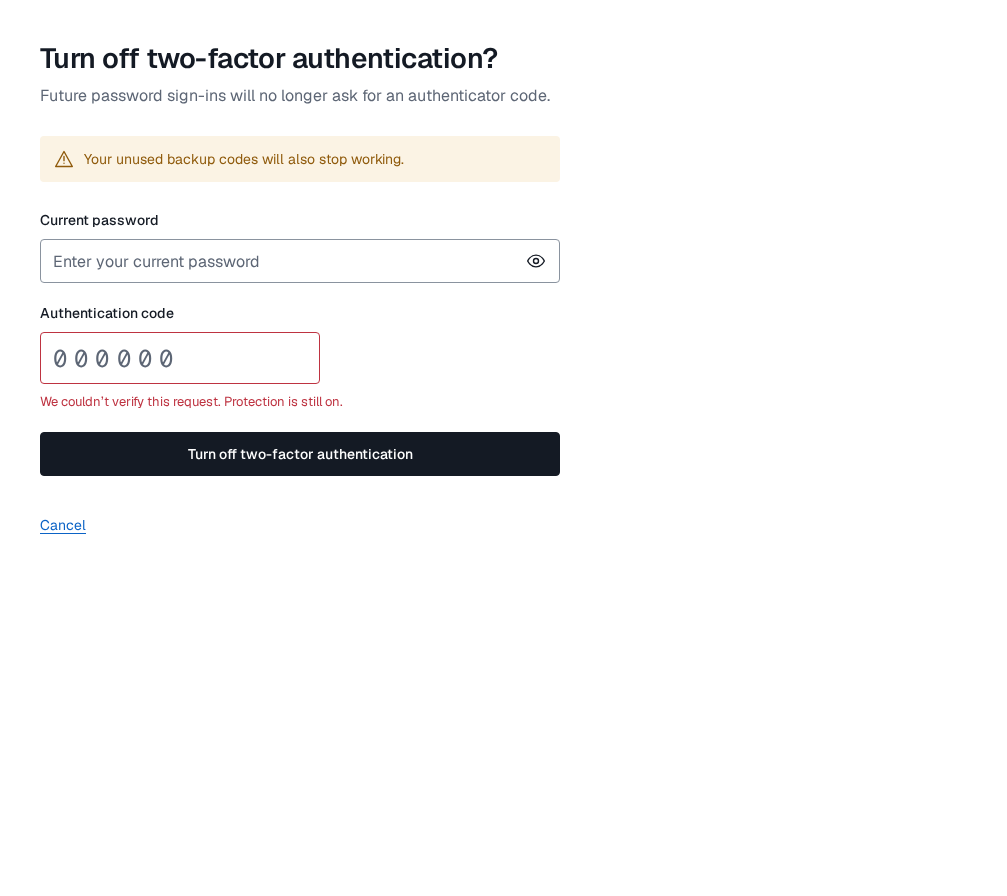 Turn off two-factor authentication?
Future password sign-ins will no longer ask for an authenticator code.
Your unused backup codes will also stop working.
Current password
Enter your current password
Authentication code
000000
We couldn't verify this request. Protection is still on.
Turn off two-factor authentication
Cancel